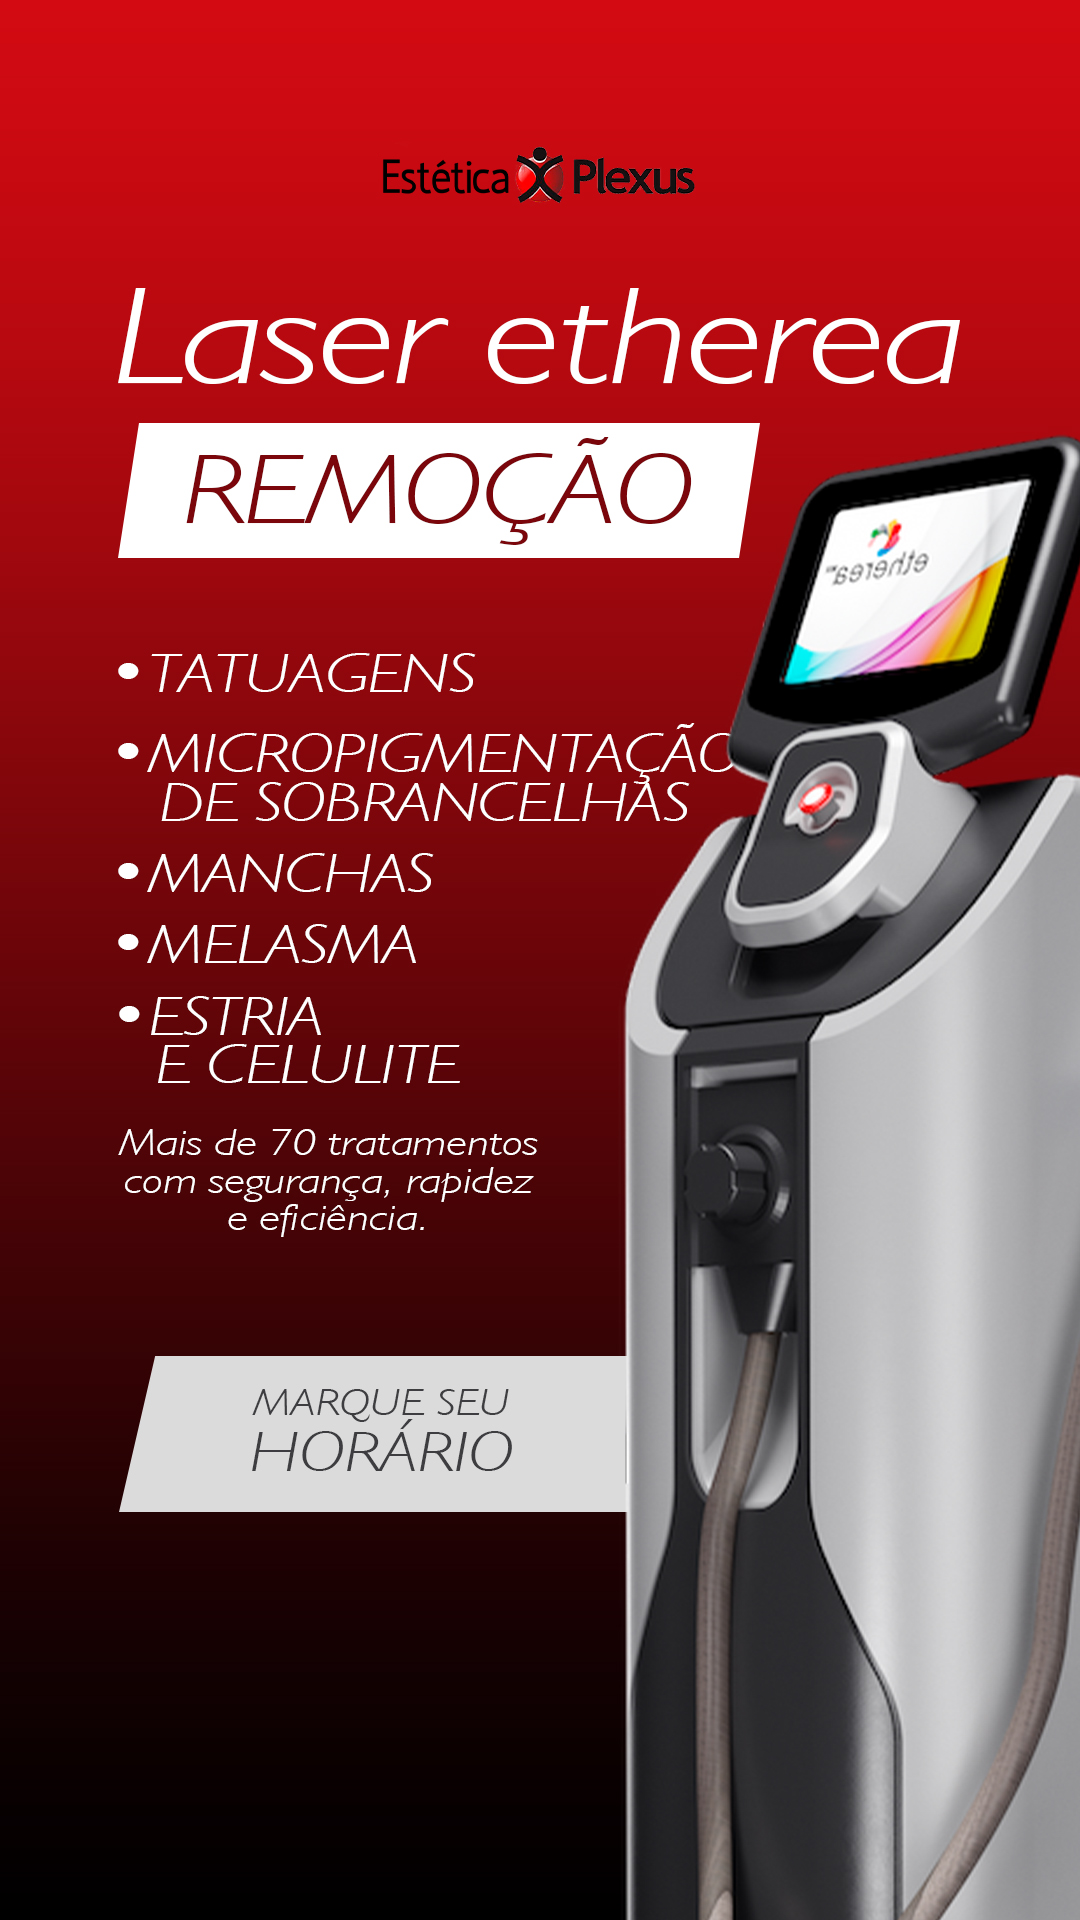 Estética Plexus
Laser etherea
REMOÇÃO
etherea
• TATUAGENS
• MICROPIGMENTAÇÃO
DE SOBRANCELHAS
• MANCHAS
• MELASMA
• ESTRIA
E CELULITE
Mais de 70 tratamentos
com segurança, rapidez
e eficiência.
MARQUE SEU
HORÁRIO